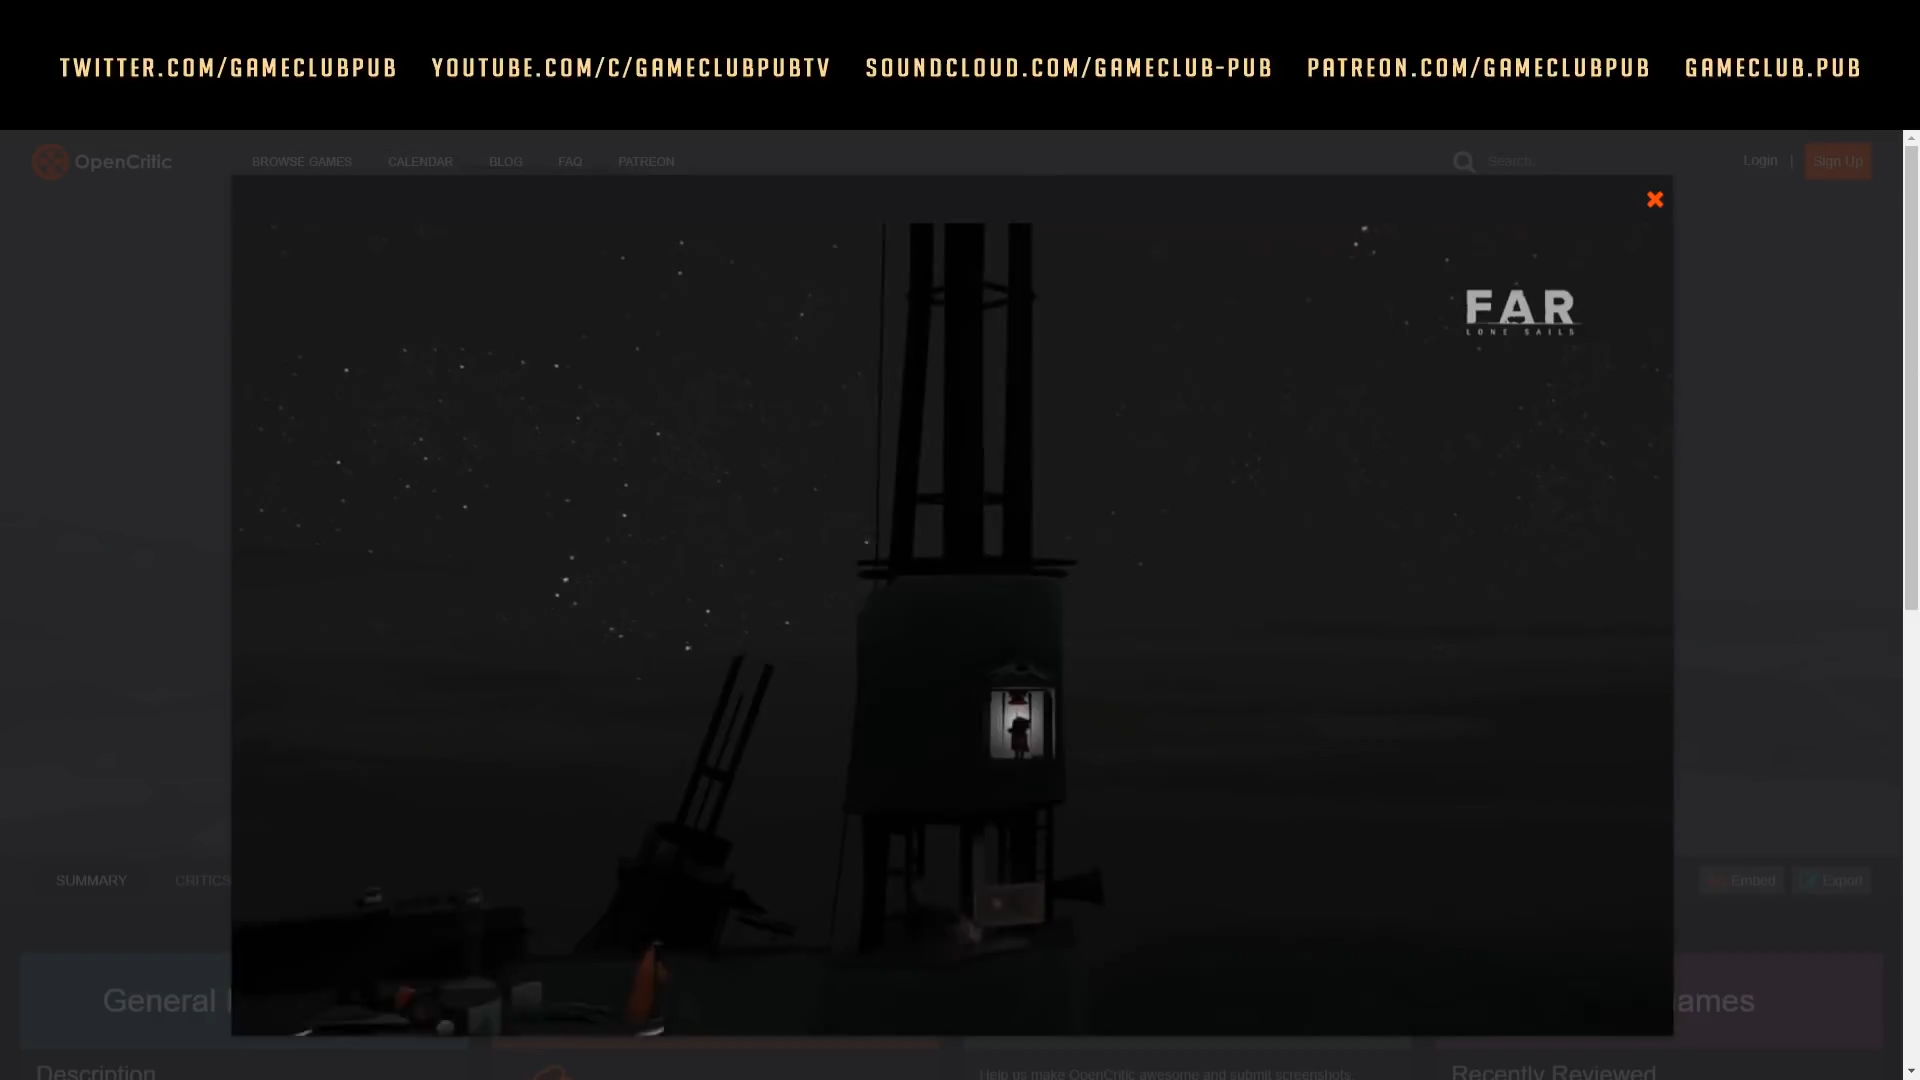 TWITTER.COM/GAMECLUBPUB YOUTUBE.COM/C/GAMECLUBPUBTV SOUNDCLOUD.COM/GAMECLUB-PUB PATREON.COM/GAMECLUBPUB GAMECLUB.PUB
OpenCritic BROWSE GAMES CALENDAR BLOG FAQ PATREON Search. Login | Sign Up
FAR
LONE SAILS
SUMMARY CRITICS Embed Export
General ames
Description Help us make OpenCritic awesome and submit screenshots. Recently Reviewed